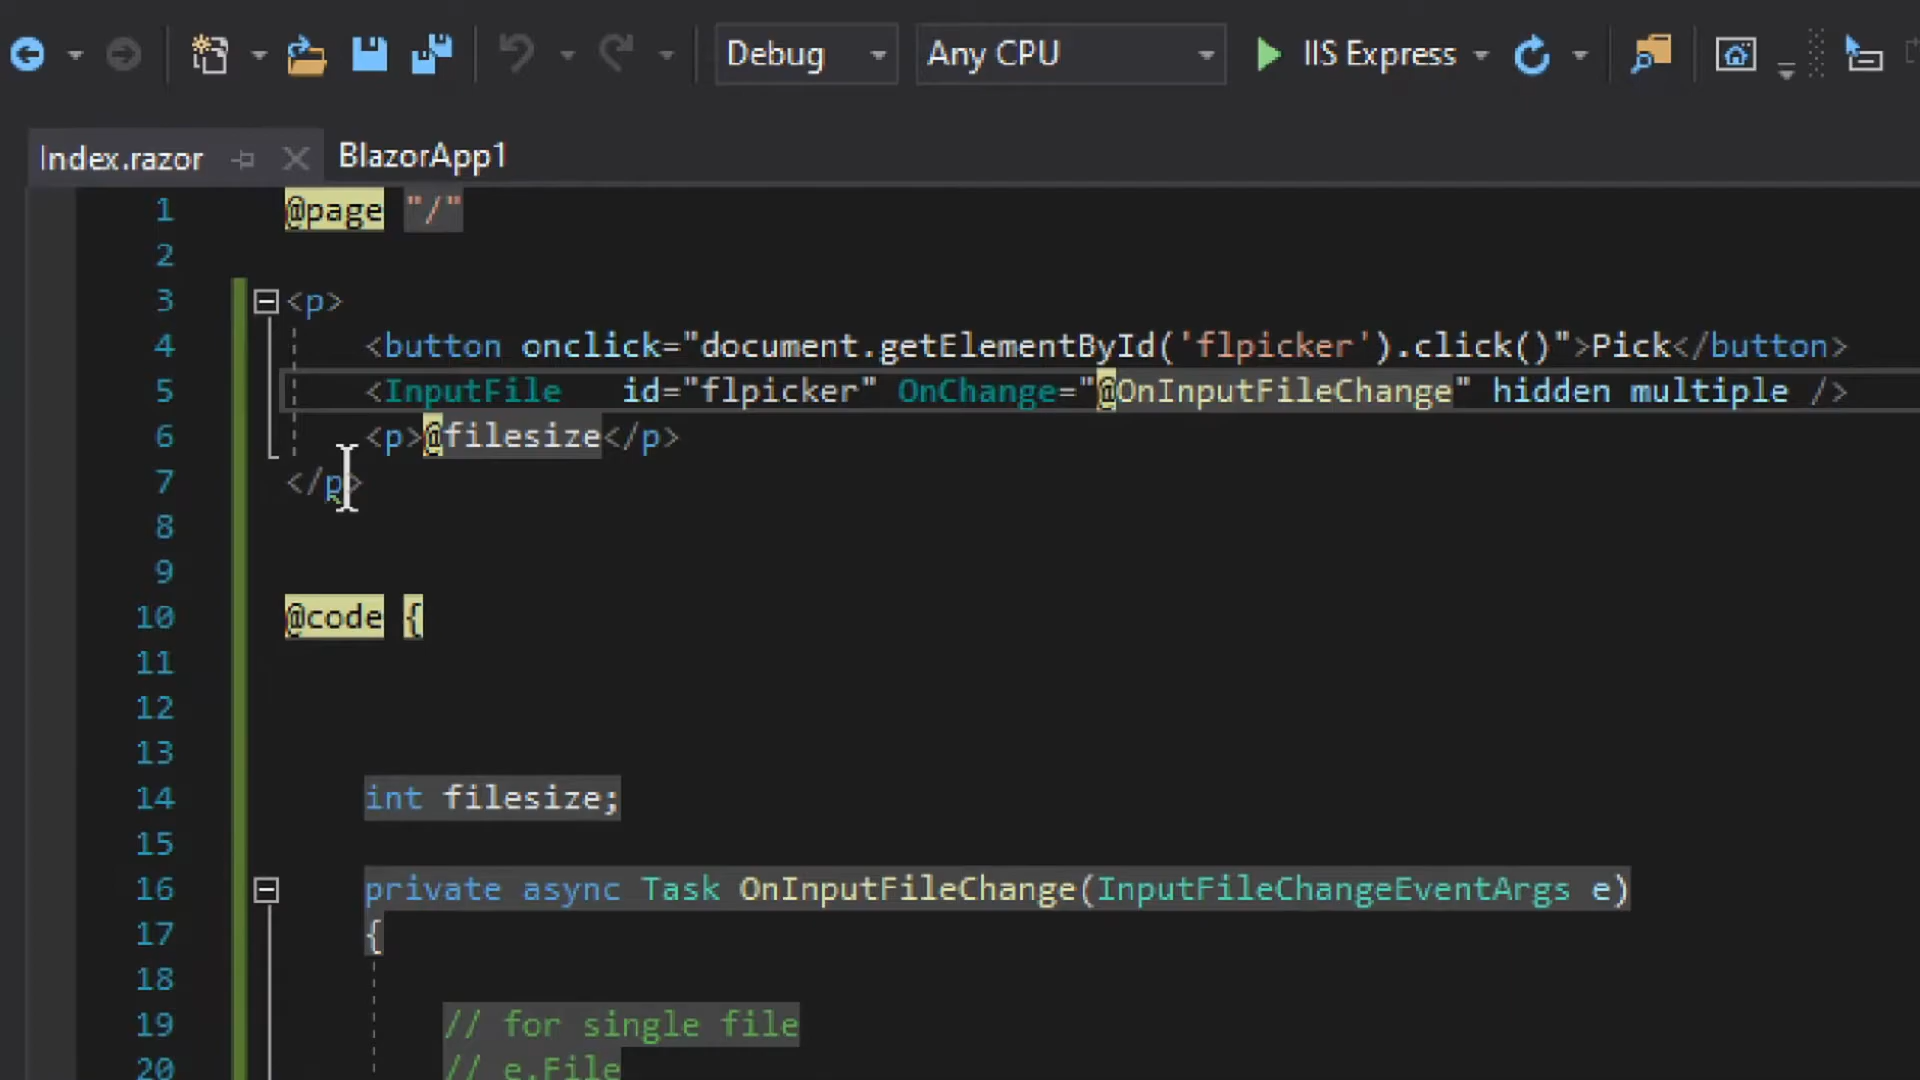 Debug Any CPU IIS Express
Index.razor BlazorApp1
1 @page "/"
2
3 <p>
4 <button onclick="document.getElementById('flpicker').click()">Pick</button>
5 <InputFile id="flpicker" OnChange="@OnInputFileChange" hidden multiple />
6 <p>@filesize</p>
7 </p>
8
9
10 @code {
11
12
13
14 int filesize;
15
16 private async Task OnInputFileChange(InputFileChangeEventArgs e)
17 {
18
19 // for single file
20 // e.File